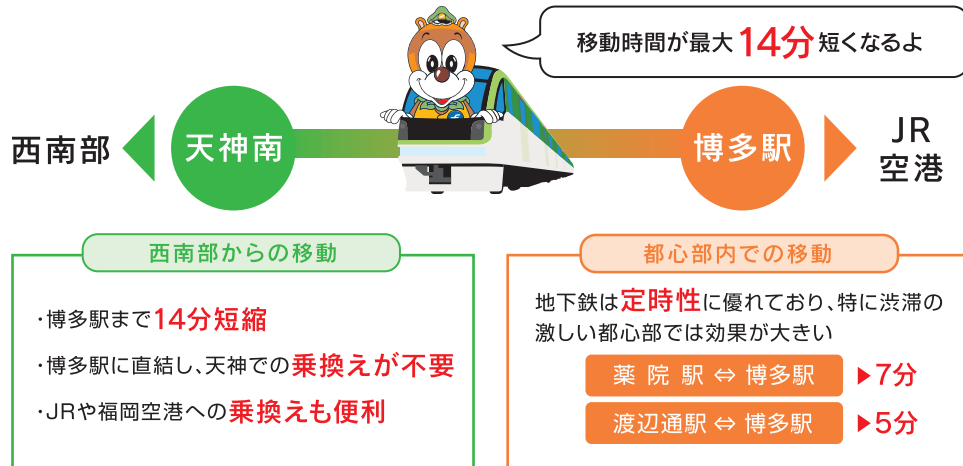 移動時間が最大14分短くなるよ
西南部
天神南
博多駅
JR
空港
西南部からの移動
・博多駅まで14分短縮
・博多駅に直結し、天神での乗換えが不要
・JRや福岡空港への乗換えも便利
都心部内での移動
地下鉄は定時性に優れており、特に渋滞の
激しい都心部では効果が大きい
薬院駅⇔博多駅 ▶7分
渡辺通駅⇔博多駅 ▶5分